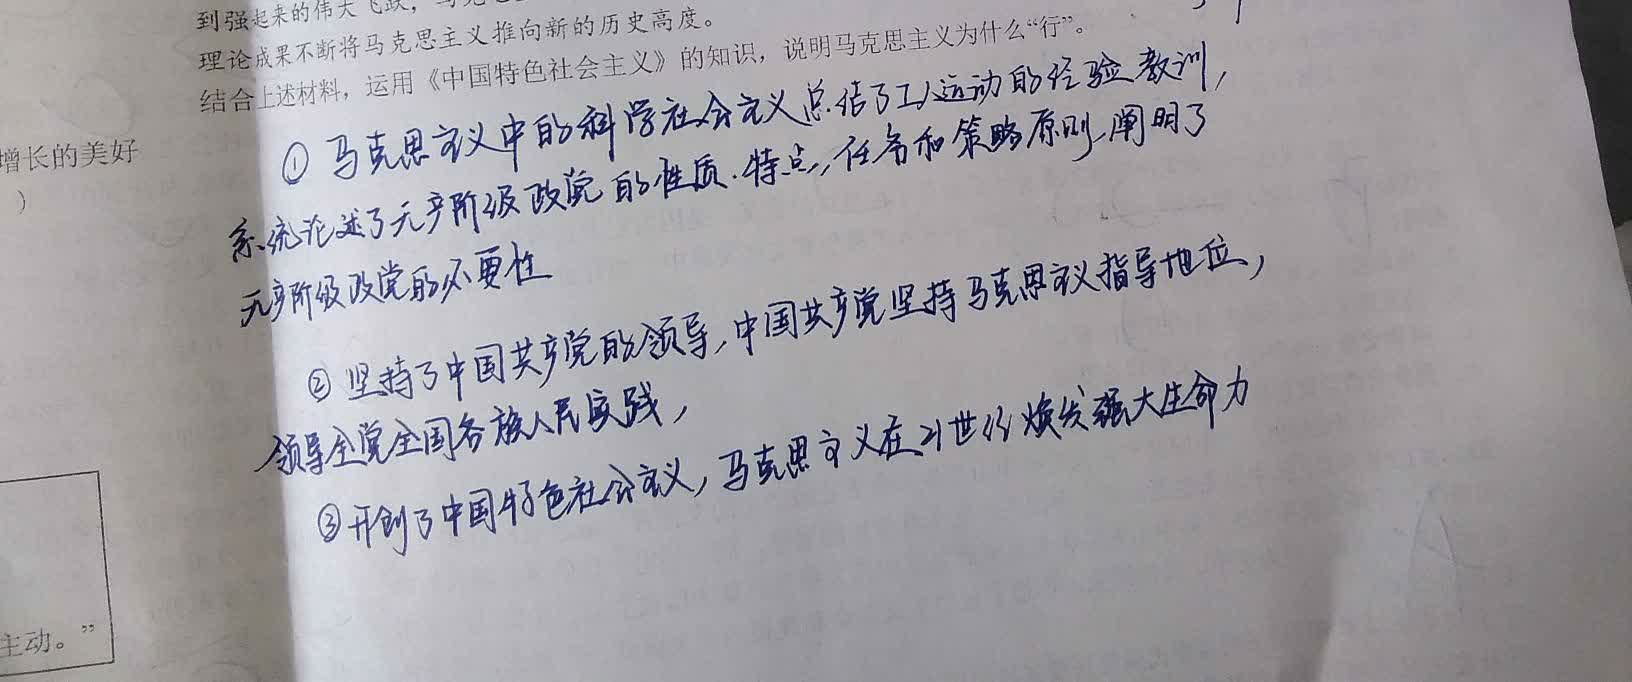 到强起来的伟大飞跃，
理论成果不断将马克思主义推向新的历史高度。
结合上述材料，运用《中国特色社会主义》的知识，说明马克思主义为什么“行”。
增长的美好
）
①马克思主义中的科学社会主义总结了工人运动的经验教训，
系统论述了无产阶级政党的性质、特点，任务和策略原则，阐明了
无产阶级政党的必要性
②坚持了中国共产党的领导，中国共产党坚持马克思主义指导地位，
领导全党全国各族人民实践，
③开创了中国特色社会主义，马克思主义在21世纪焕发强大生命力
主动。”